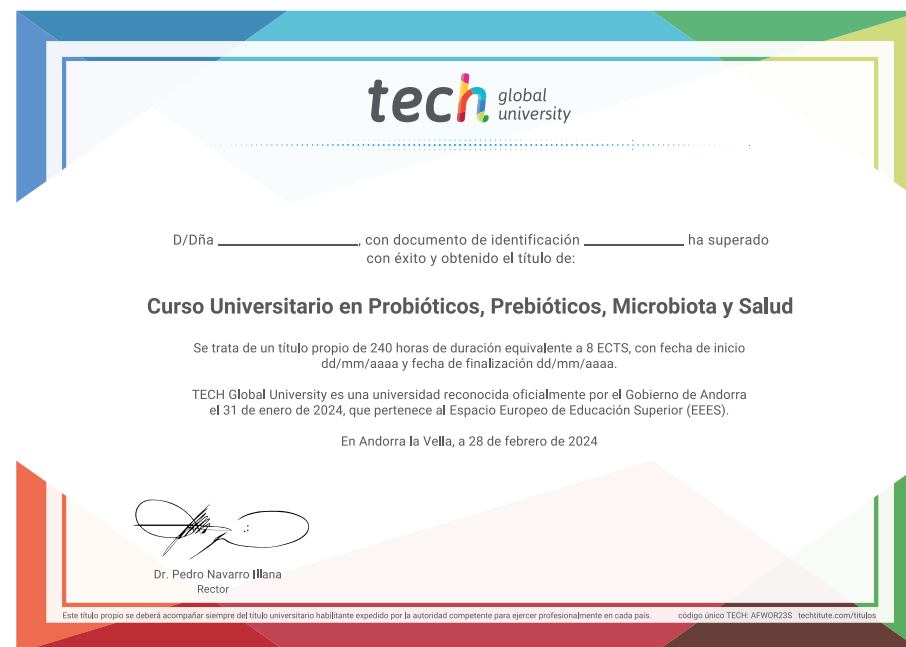 tech global university
D/Dña ______________, con documento de identificación __________ ha superado
con éxito y obtenido el título de:
Curso Universitario en Probióticos, Prebióticos, Microbiota y Salud
Se trata de un título propio de 240 horas de duración equivalente a 8 ECTS, con fecha de inicio
dd/mm/aaaa y fecha de finalización dd/mm/aaaa.
TECH Global University es una universidad reconocida oficialmente por el Gobierno de Andorra
el 31 de enero de 2024, que pertenece al Espacio Europeo de Educación Superior (EEES).
En Andorra la Vella, a 28 de febrero de 2024
Dr. Pedro Navarro Illana
Rector
Este título propio se deberá acompañar siempre del título universitario habilitante expedido por la autoridad competente para ejercer profesionalmente en cada país. código único TECH: AFWOR23S techtitute.com/titulos